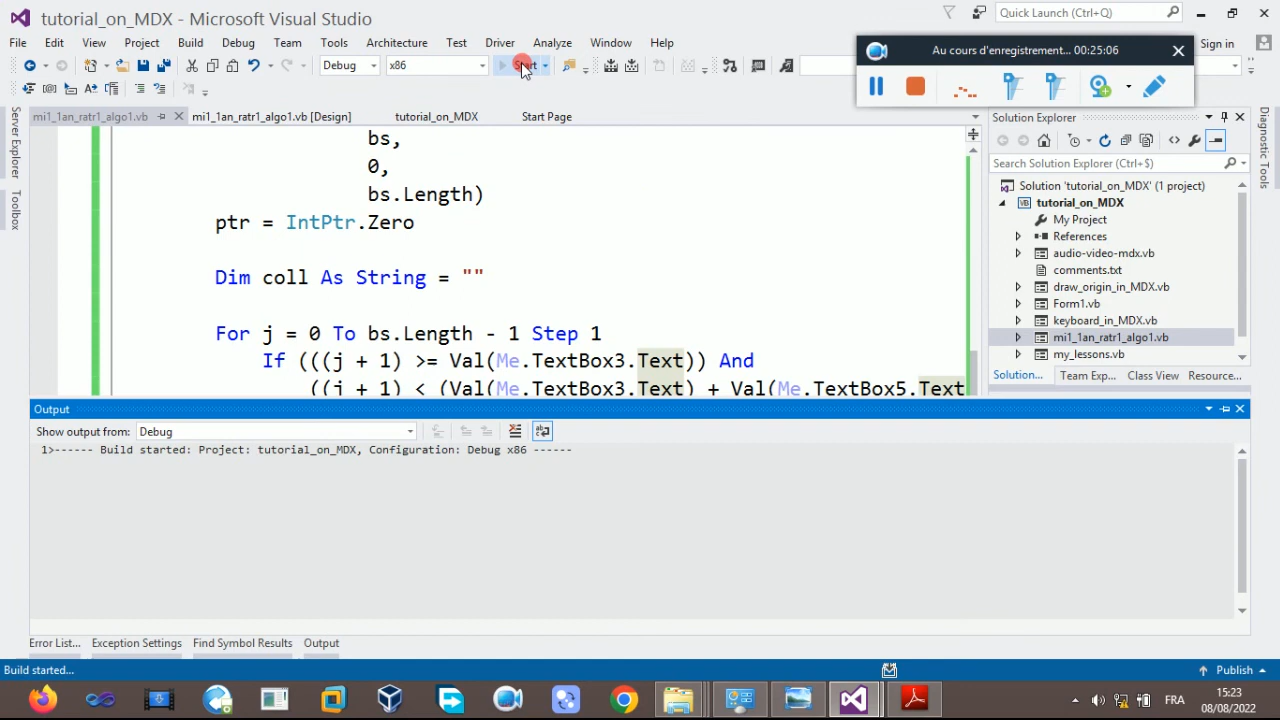 tutorial_on_MDX - Microsoft Visual Studio
Quick Launch (Ctrl+Q)
File Edit View Project Build Debug Team Tools Architecture Test Driver Analyze Window Help
Sign in
Au cours d'enregistrement... 00:25:06
Debug x86 Start
mi1_1an_ratr1_algo1.vb mi1_1an_ratr1_algo1.vb [Design] tutorial_on_MDX Start Page
Server Explorer
Toolbox
bs,
0,
bs.Length)
ptr = IntPtr.Zero
Dim coll As String = ""
For j = 0 To bs.Length - 1 Step 1
If (((j + 1) >= Val(Me.TextBox3.Text)) And
((j + 1) < (Val(Me.TextBox3.Text) + Val(Me.TextBox5.Text
Solution Explorer
Search Solution Explorer (Ctrl+$)
Solution 'tutorial_on_MDX' (1 project)
tutorial_on_MDX
My Project
References
audio-video-mdx.vb
comments.txt
draw_origin_in_MDX.vb
Form1.vb
keyboard_in_MDX.vb
mi1_1an_ratr1_algo1.vb
my_lessons.vb
Solution... Team Exp... Class View Resource...
Diagnostic Tools
Output
Show output from: Debug
1>------ Build started: Project: tutorial_on_MDX, Configuration: Debug x86 ------
Error List... Exception Settings Find Symbol Results Output
Build started...
Publish
FRA
15:23
08/08/2022